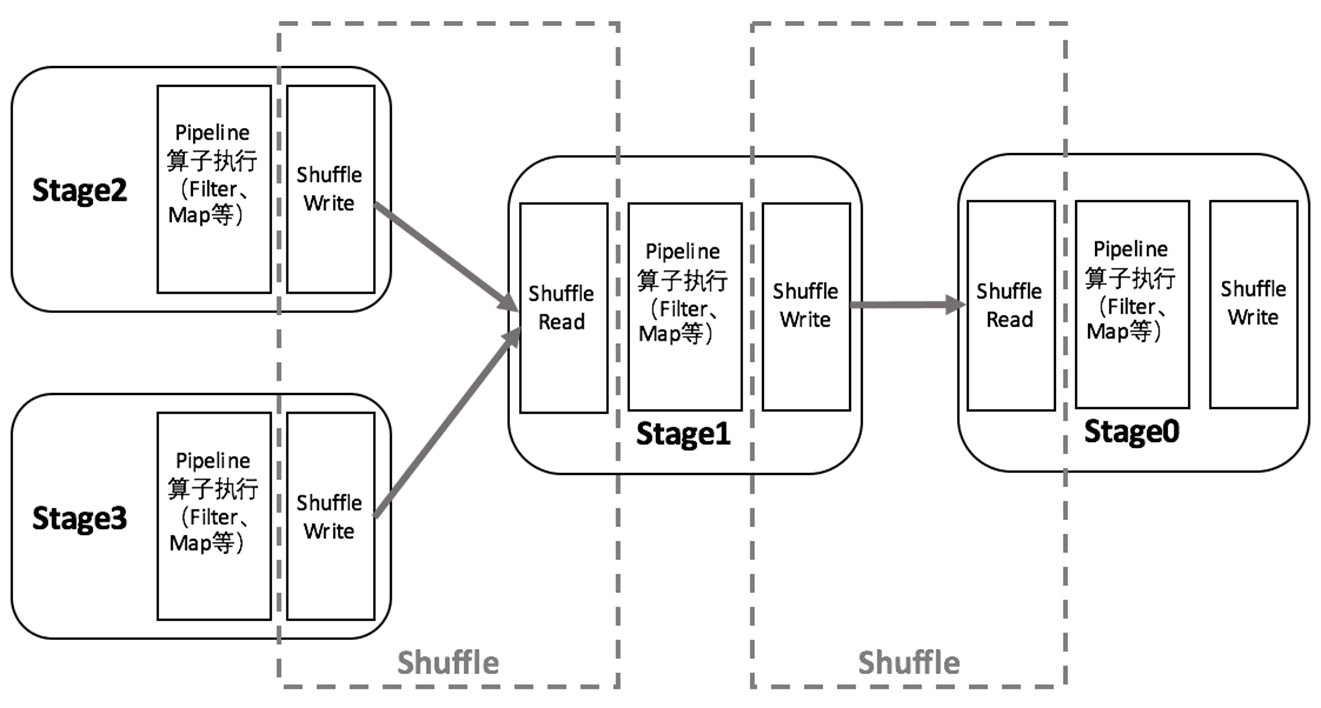 Stage2
Pipeline
算子执行
（Filter、
Map等）
Shuffle
Write
Stage3
Pipeline
算子执行
（Filter、
Map等）
Shuffle
Write
Shuffle
Shuffle
Read
Pipeline
算子执行
（Filter、
Map等）
Shuffle
Write
Stage1
Shuffle
Shuffle
Read
Pipeline
算子执行
（Filter、
Map等）
Shuffle
Write
Stage0